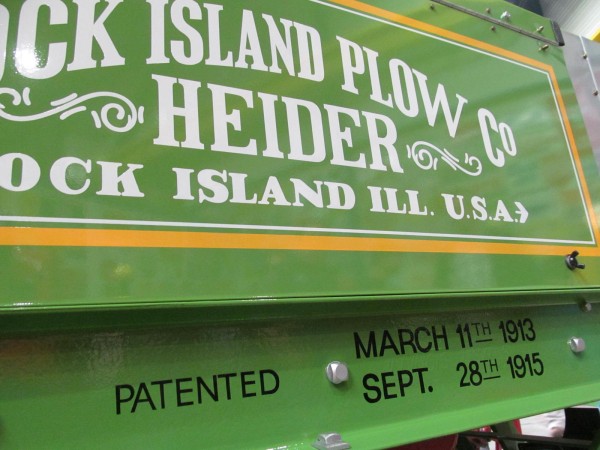 OCK ISLAND PLOW CO
HEIDER
OCK ISLAND ILL. U.S.A.
PATENTED MARCH 11TH 1913
SEPT. 28TH 1915